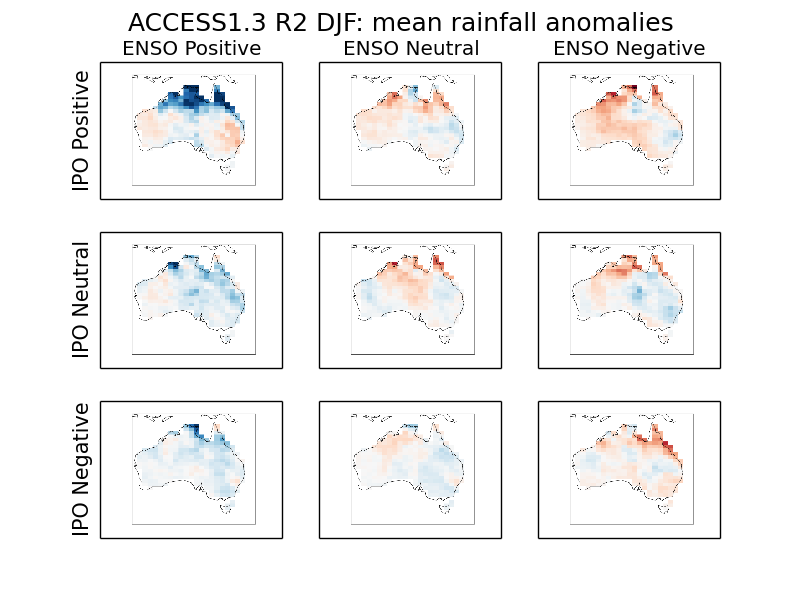 ACCESS1.3 R2 DJF: mean rainfall anomalies
ENSO Positive
ENSO Neutral
ENSO Negative
IPO Positive
IPO Neutral
IPO Negative